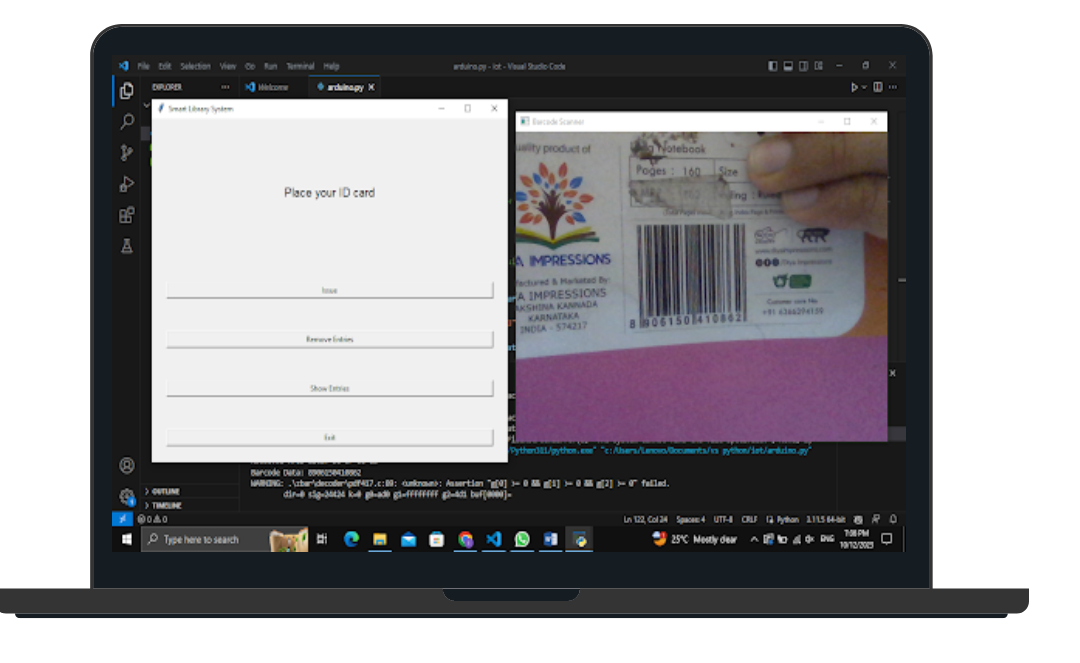 File Edit Selection View Go Run Terminal Help
arduino.py - iot - Visual Studio Code
EXPLORER
Welcome
arduino.py
Smart Library System
Place your ID card
Issue
Remove Entries
Show Entries
Exit
Barcode Scanner
uality product of
Notebook
Pages : 160
Size
Ruled
A IMPRESSIONS
factured & Marketed By:
A IMPRESSIONS
AKSHINA KANNADA
KARNATAKA
INDIA - 574217
8 906150 410862
Customer care No
Python311/python.exe" "c:/Users/Lenovo/Documents/vs python/iot/arduino.py"
Barcode Data: 8906150410862
WARNING: .\zbar\decoder\pdf417.c:89: <unknown>: Assertion "g[0] >= 0 && g[1] >= 0 && g[2] >= 0" failed.
dir=0 sig=24424 k=0 g0=ad0 g1=ffffffff g2=4d1 buf[0000]=
OUTLINE
TIMELINE
0 0
Ln 122, Col 24 Spaces: 4 UTF-8 CRLF Python 3.11.5 64-bit
Type here to search
25°C Mostly clear
ENG
7:08 PM
10/12/2023